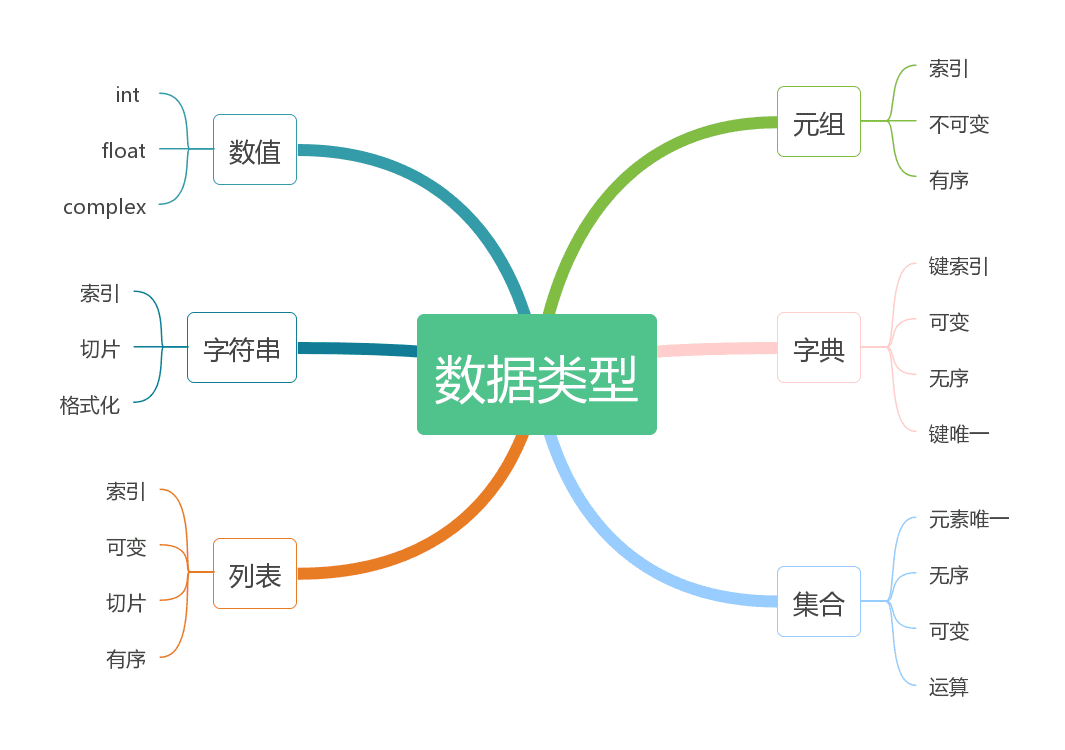 数据类型
数值
int
float
complex
字符串
索引
切片
格式化
列表
索引
可变
切片
有序
元组
索引
不可变
有序
字典
键索引
可变
无序
键唯一
集合
元素唯一
无序
可变
运算